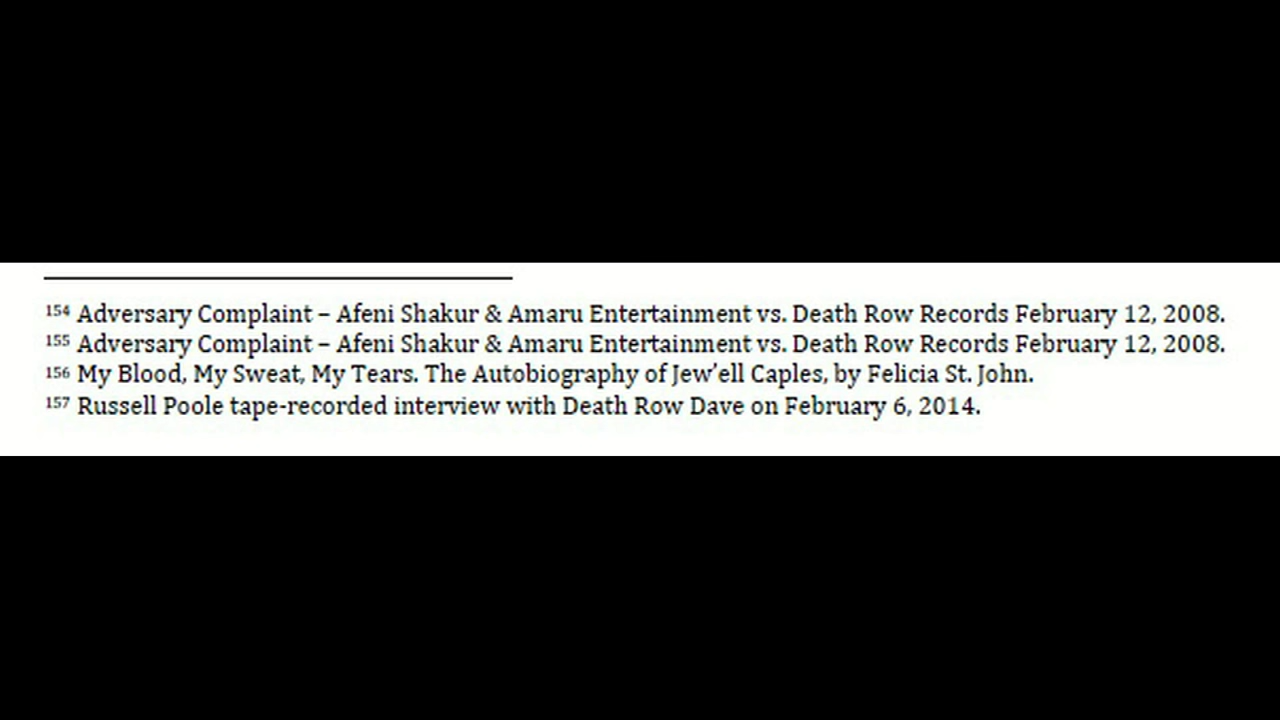 154 Adversary Complaint – Afeni Shakur & Amaru Entertainment vs. Death Row Records February 12, 2008.
155 Adversary Complaint – Afeni Shakur & Amaru Entertainment vs. Death Row Records February 12, 2008.
156 My Blood, My Sweat, My Tears. The Autobiography of Jew’ell Caples, by Felicia St. John.
157 Russell Poole tape-recorded interview with Death Row Dave on February 6, 2014.